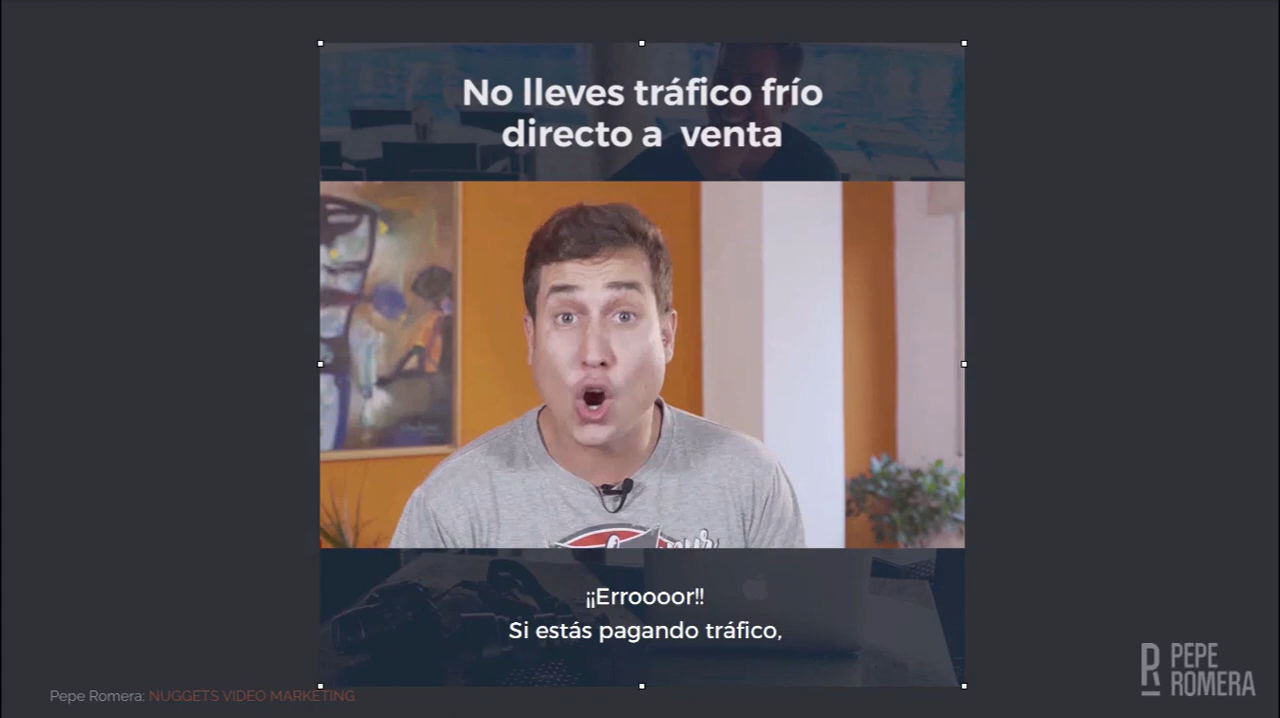 No lleves tráfico frío
directo a venta
¡¡Erroooor!!
Si estás pagando tráfico,
Pepe Romera: NUGGETS VIDEO MARKETING
PEPE
ROMERA